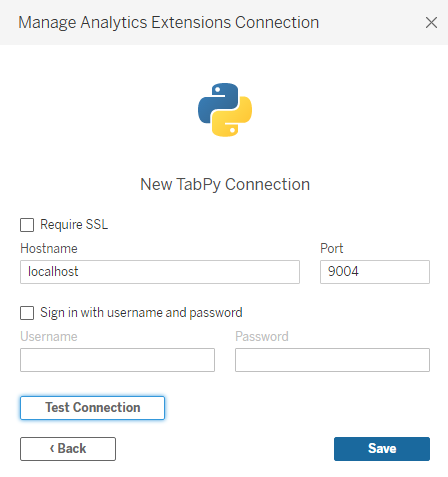 Manage Analytics Extensions Connection
New TabPy Connection
Require SSL
Hostname Port
localhost 9004
Sign in with username and password
Username Password
Test Connection
‹ Back Save